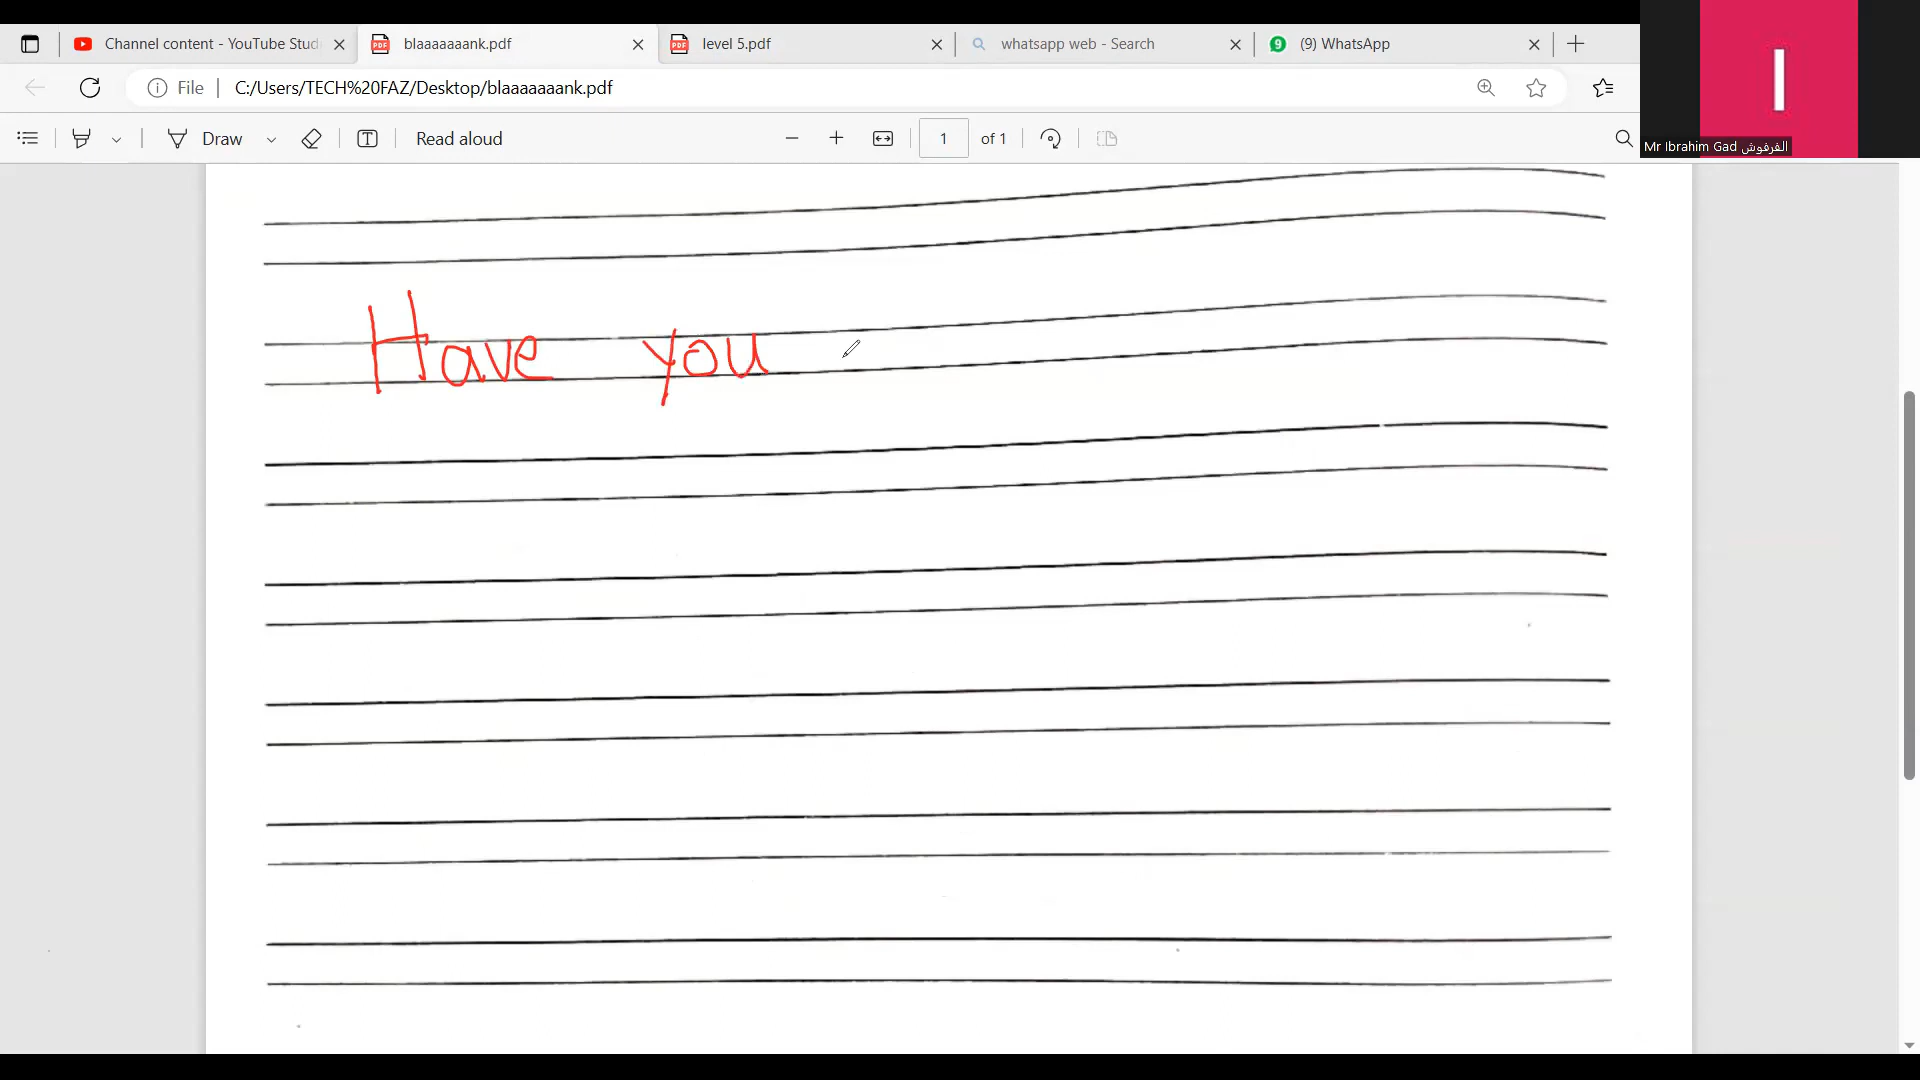 Channel content - YouTube Stud
blaaaaaaank.pdf
level 5.pdf
whatsapp web - Search
(9) WhatsApp
File
C:/Users/TECH%20FAZ/Desktop/blaaaaaaank.pdf
Draw
Read aloud
1
of 1
I
Mr Ibrahim Gad الفرفوش
Have you